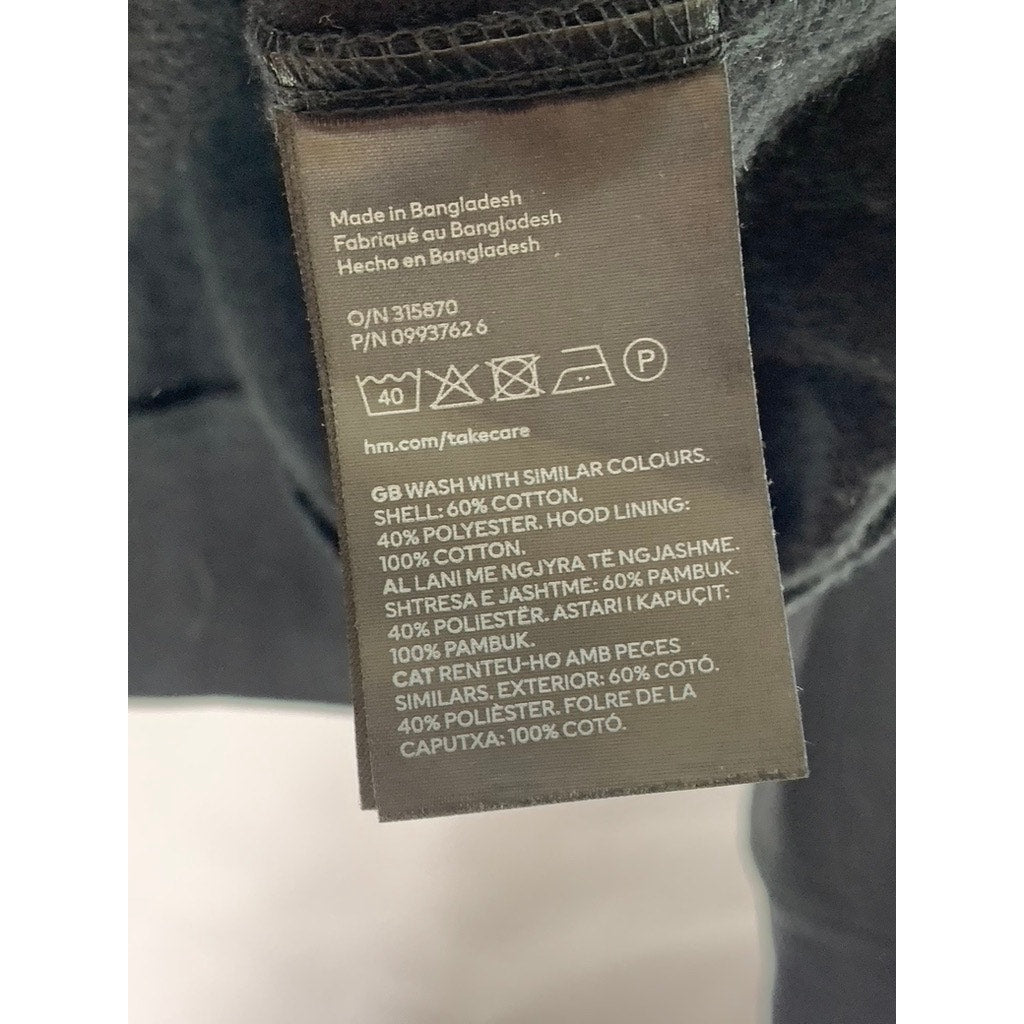 Made in Bangladesh
Fabriqué au Bangladesh
Hecho en Bangladesh
O/N 315870
P/N 0993762 6
40 P
hm.com/takecare
GB WASH WITH SIMILAR COLOURS.
SHELL: 60% COTTON.
40% POLYESTER. HOOD LINING:
100% COTTON.
AL LANI ME NGJYRA TË NGJASHME.
SHTRESA E JASHTME: 60% PAMBUK.
40% POLIESTËR. ASTARI I KAPUÇIT:
100% PAMBUK.
CAT RENTEU-HO AMB PECES
SIMILARS. EXTERIOR: 60% COTÓ.
40% POLIÈSTER. FOLRE DE LA
CAPUTXA: 100% COTÓ.